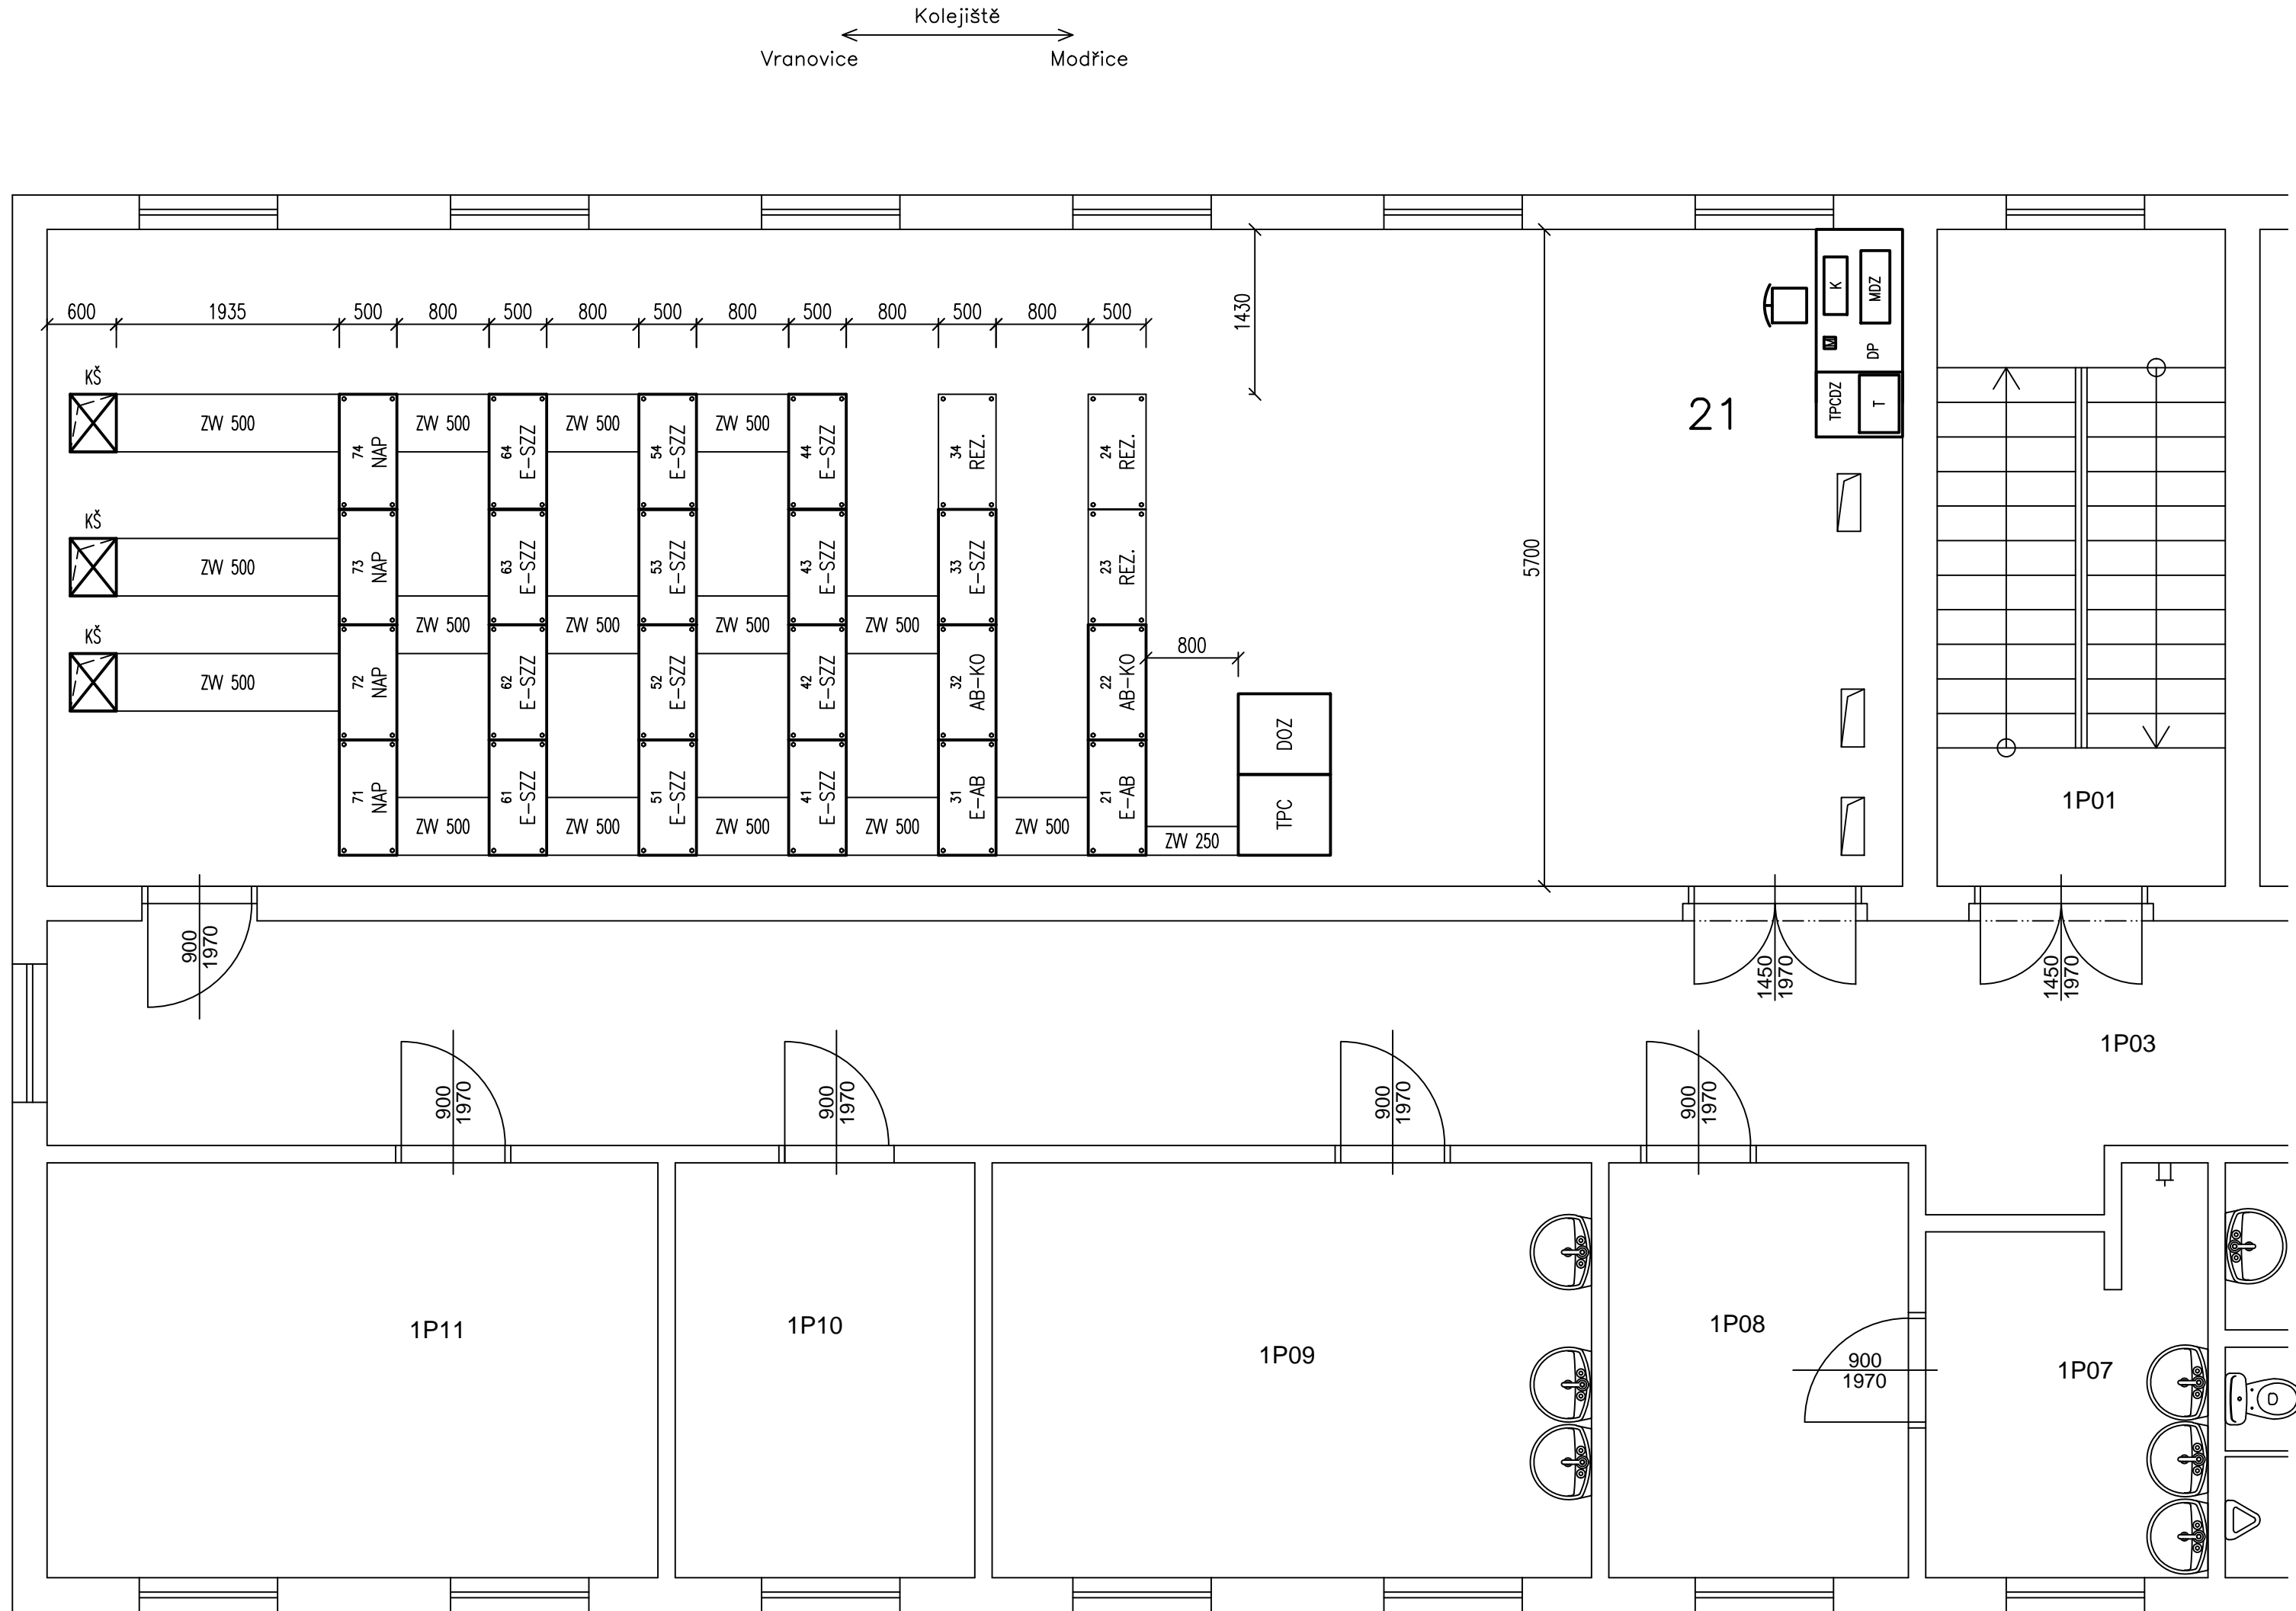 Kolejiště
Vranovice
Modřice
600
1935
500
800
500
800
500
800
500
800
500
800
500
1430
5700
800
KŠ
ZW 500
74
NAP
ZW 500
64
E-SZZ
ZW 500
54
E-SZZ
ZW 500
44
E-SZZ
34
REZ.
24
REZ.
KŠ
ZW 500
73
NAP
63
E-SZZ
53
E-SZZ
43
E-SZZ
33
E-SZZ
23
REZ.
ZW 500
ZW 500
ZW 500
ZW 500
KŠ
ZW 500
72
NAP
62
E-SZZ
52
E-SZZ
42
E-SZZ
32
AB-KO
22
AB-KO
71
NAP
ZW 500
61
E-SZZ
ZW 500
51
E-SZZ
ZW 500
41
E-SZZ
ZW 500
31
E-AB
ZW 500
21
E-AB
ZW 250
DOZ
TPC
21
K
MDZ
M
DP
TPCDZ
T
1P01
900
1970
1450
1970
1450
1970
1P03
900
1970
900
1970
900
1970
900
1970
1P11
1P10
1P09
1P08
900
1970
1P07